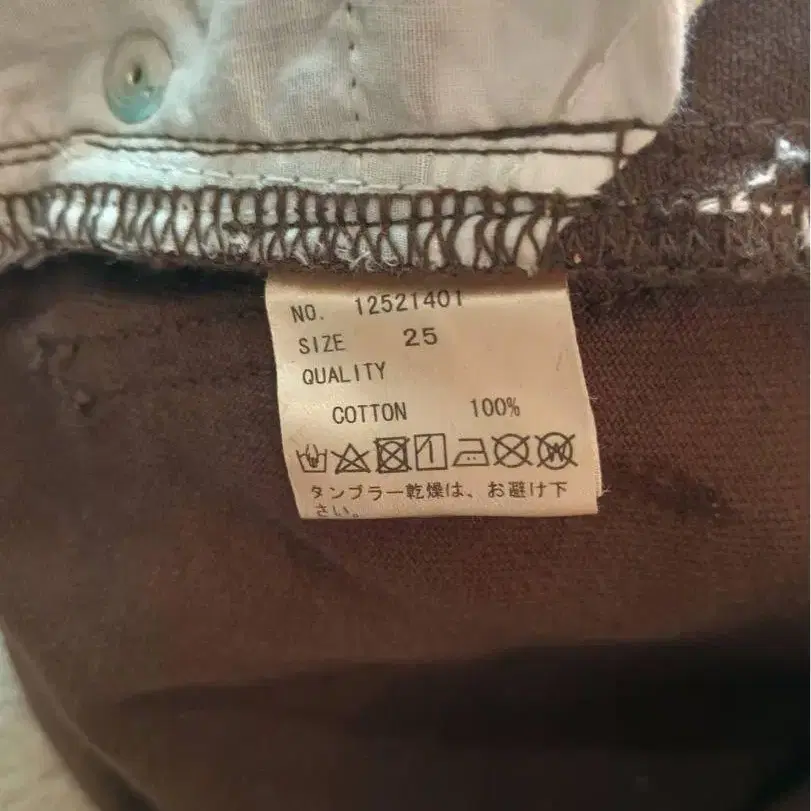 NO. 12521401
SIZE 25
QUALITY
COTTON 100%
タンブラー乾燥は、お避け下
さい。